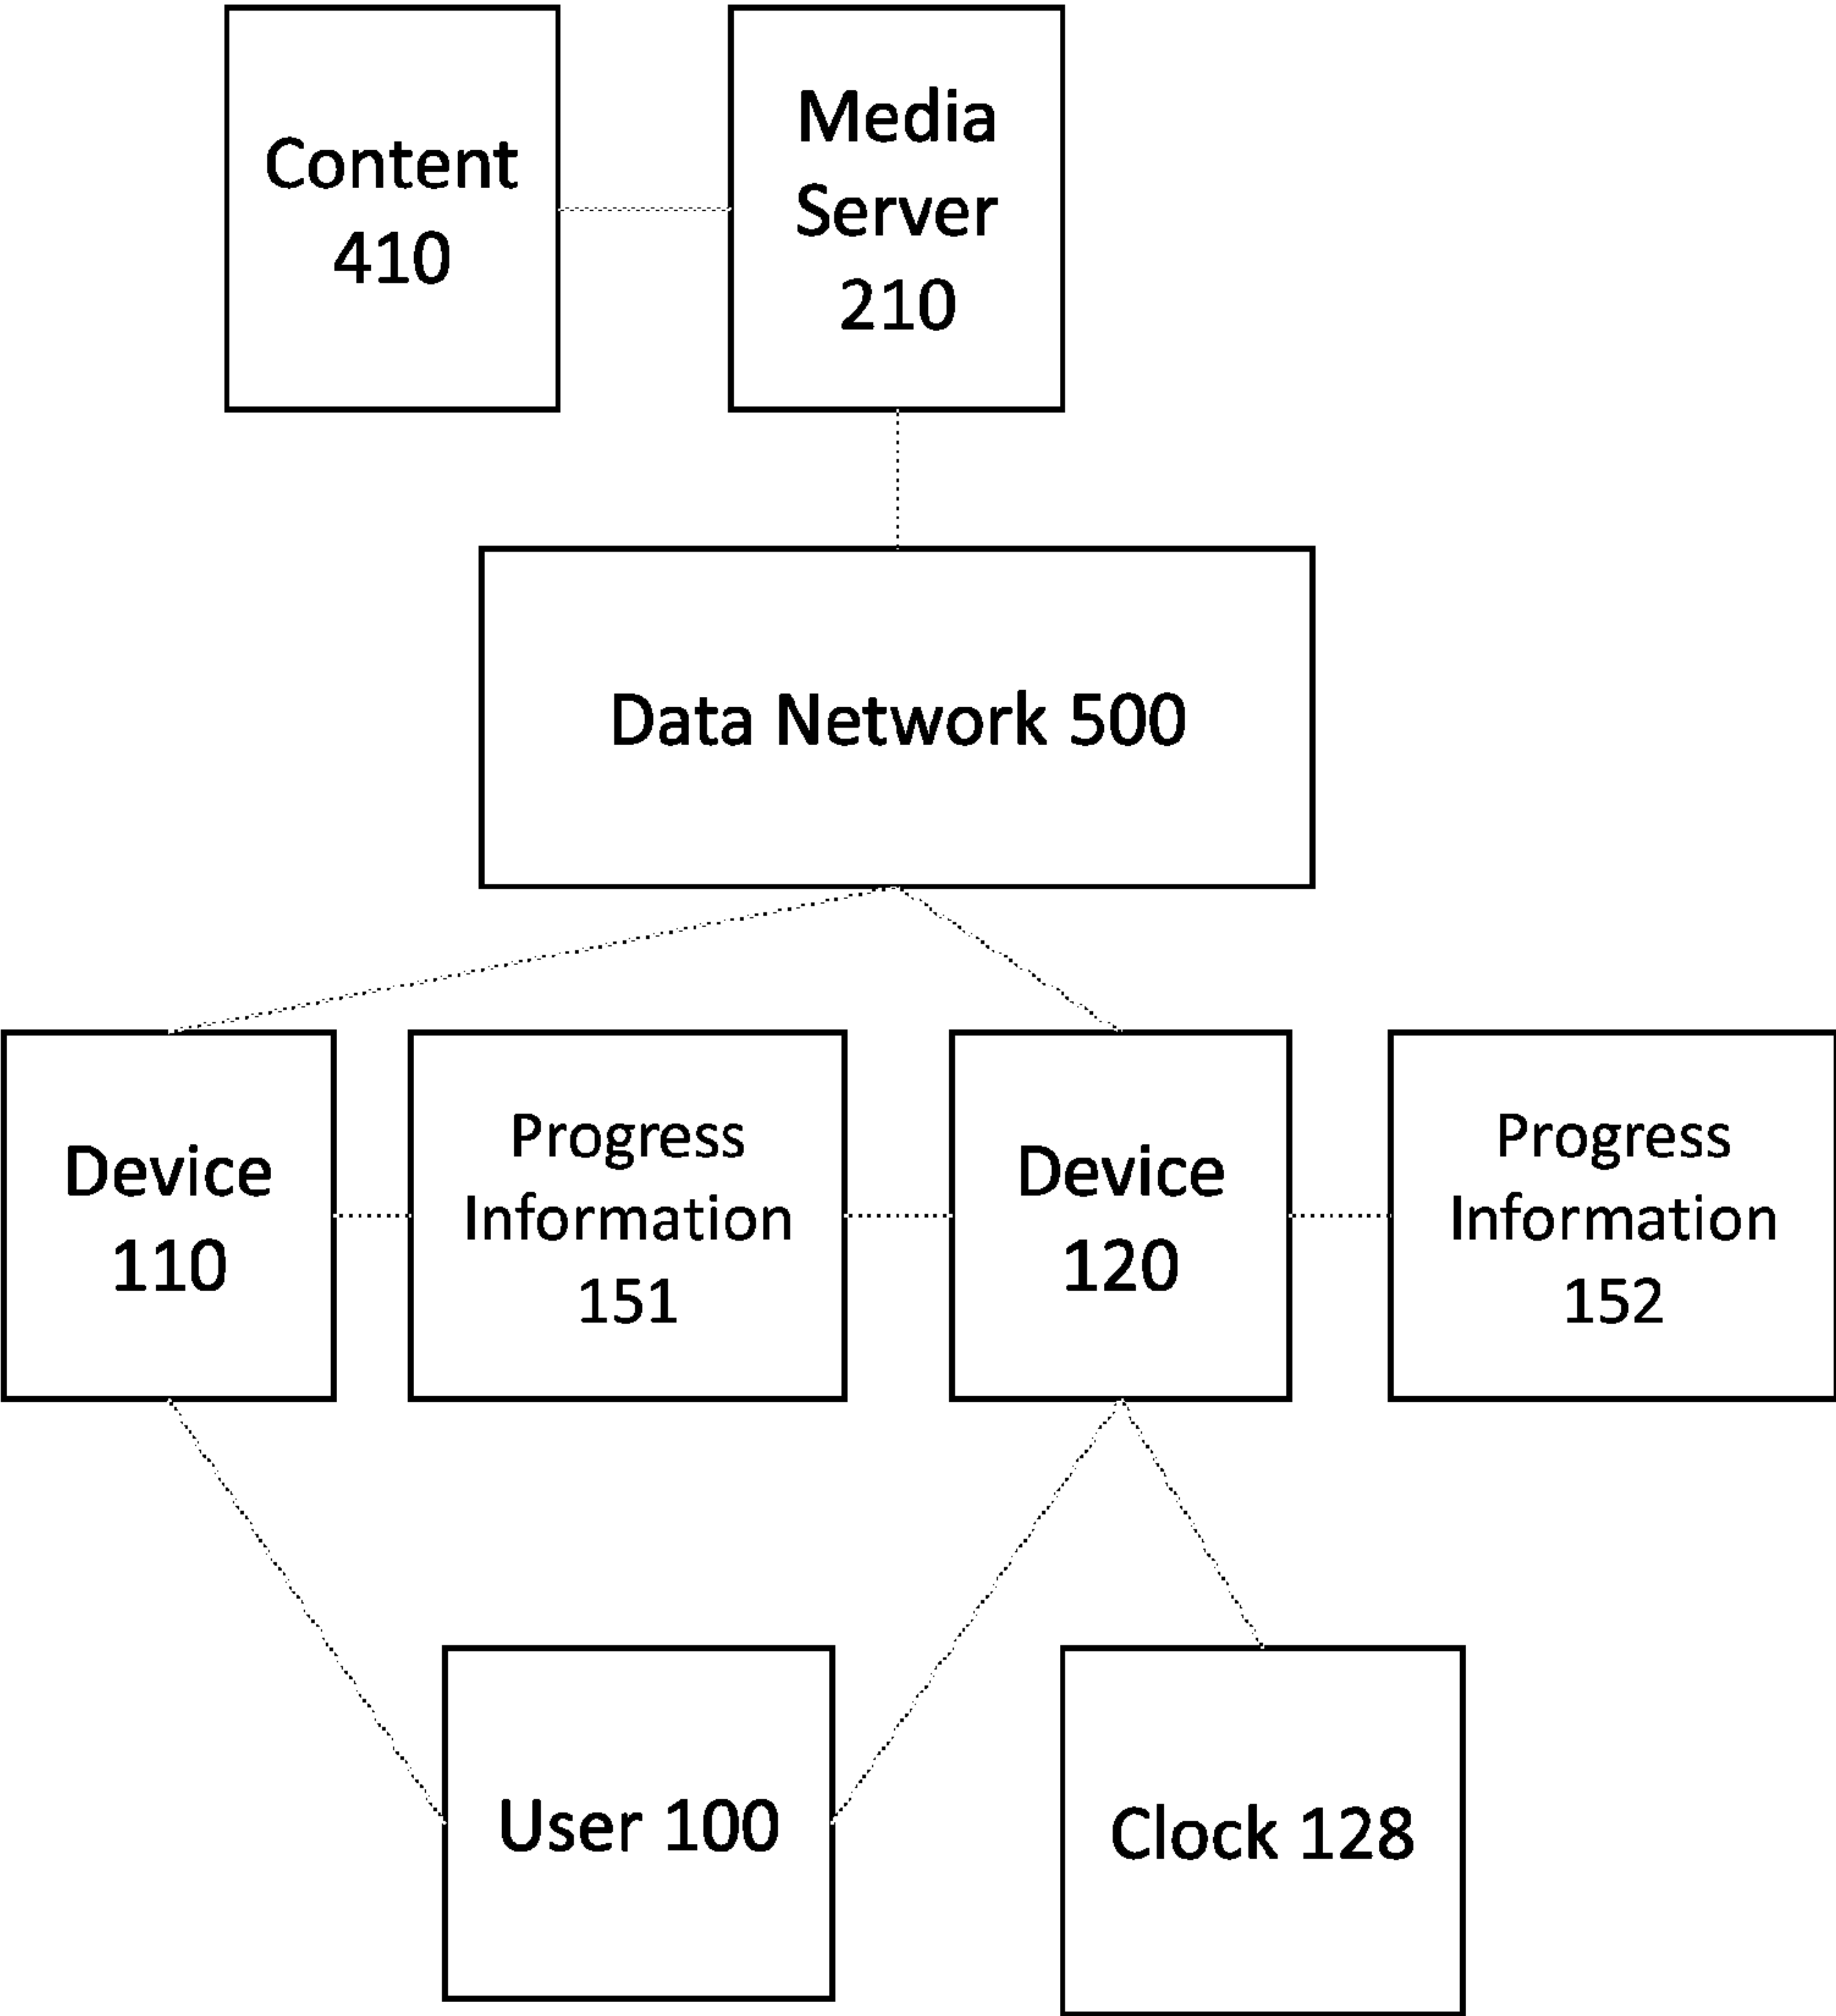 Content
410
Media
Server
210
Data Network 500
Device
110
Progress
Information
151
Device
120
Progress
Information
152
User 100
Clock 128